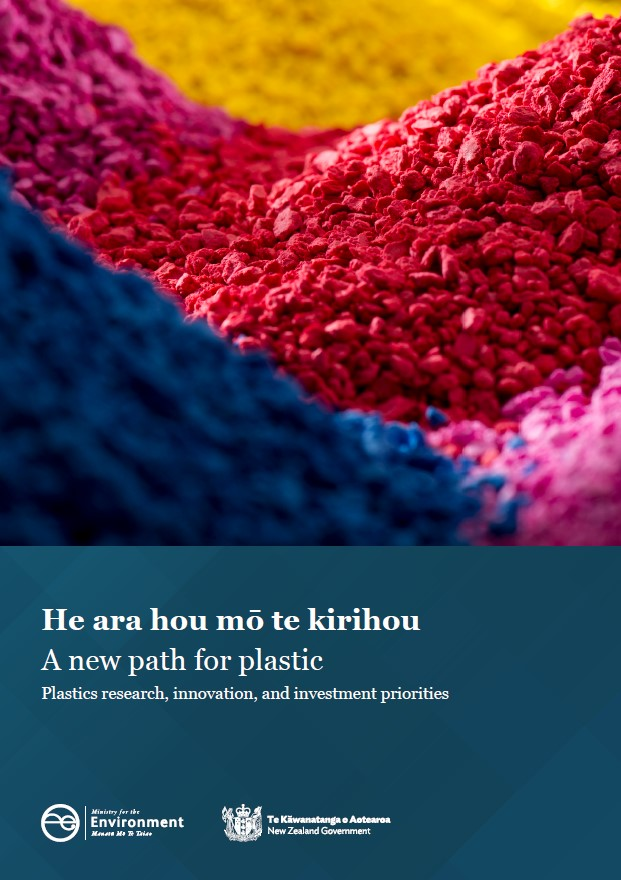 He ara hou mō te kirihou
A new path for plastic
Plastics research, innovation, and investment priorities
Ministry for the
Environment
Manatū Mō Te Taiao
Te Kāwanatanga o Aotearoa
New Zealand Government